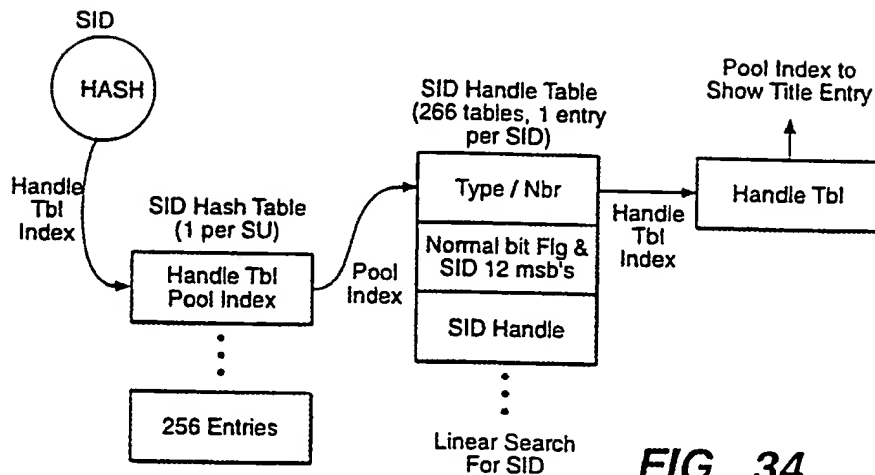 SID
HASH
Handle
Tbl
Index
SID Hash Table
(1 per SU)
Handle Tbl
Pool Index
256 Entries
Pool
Index
SID Handle Table
(266 tables, 1 entry
per SID)
Type / Nbr
Normal bit Flg &
SID 12 msb's
SID Handle
Linear Search
For SID
Handle
Tbl
Index
Pool Index to
Show Title Entry
Handle Tbl
FIG. 34